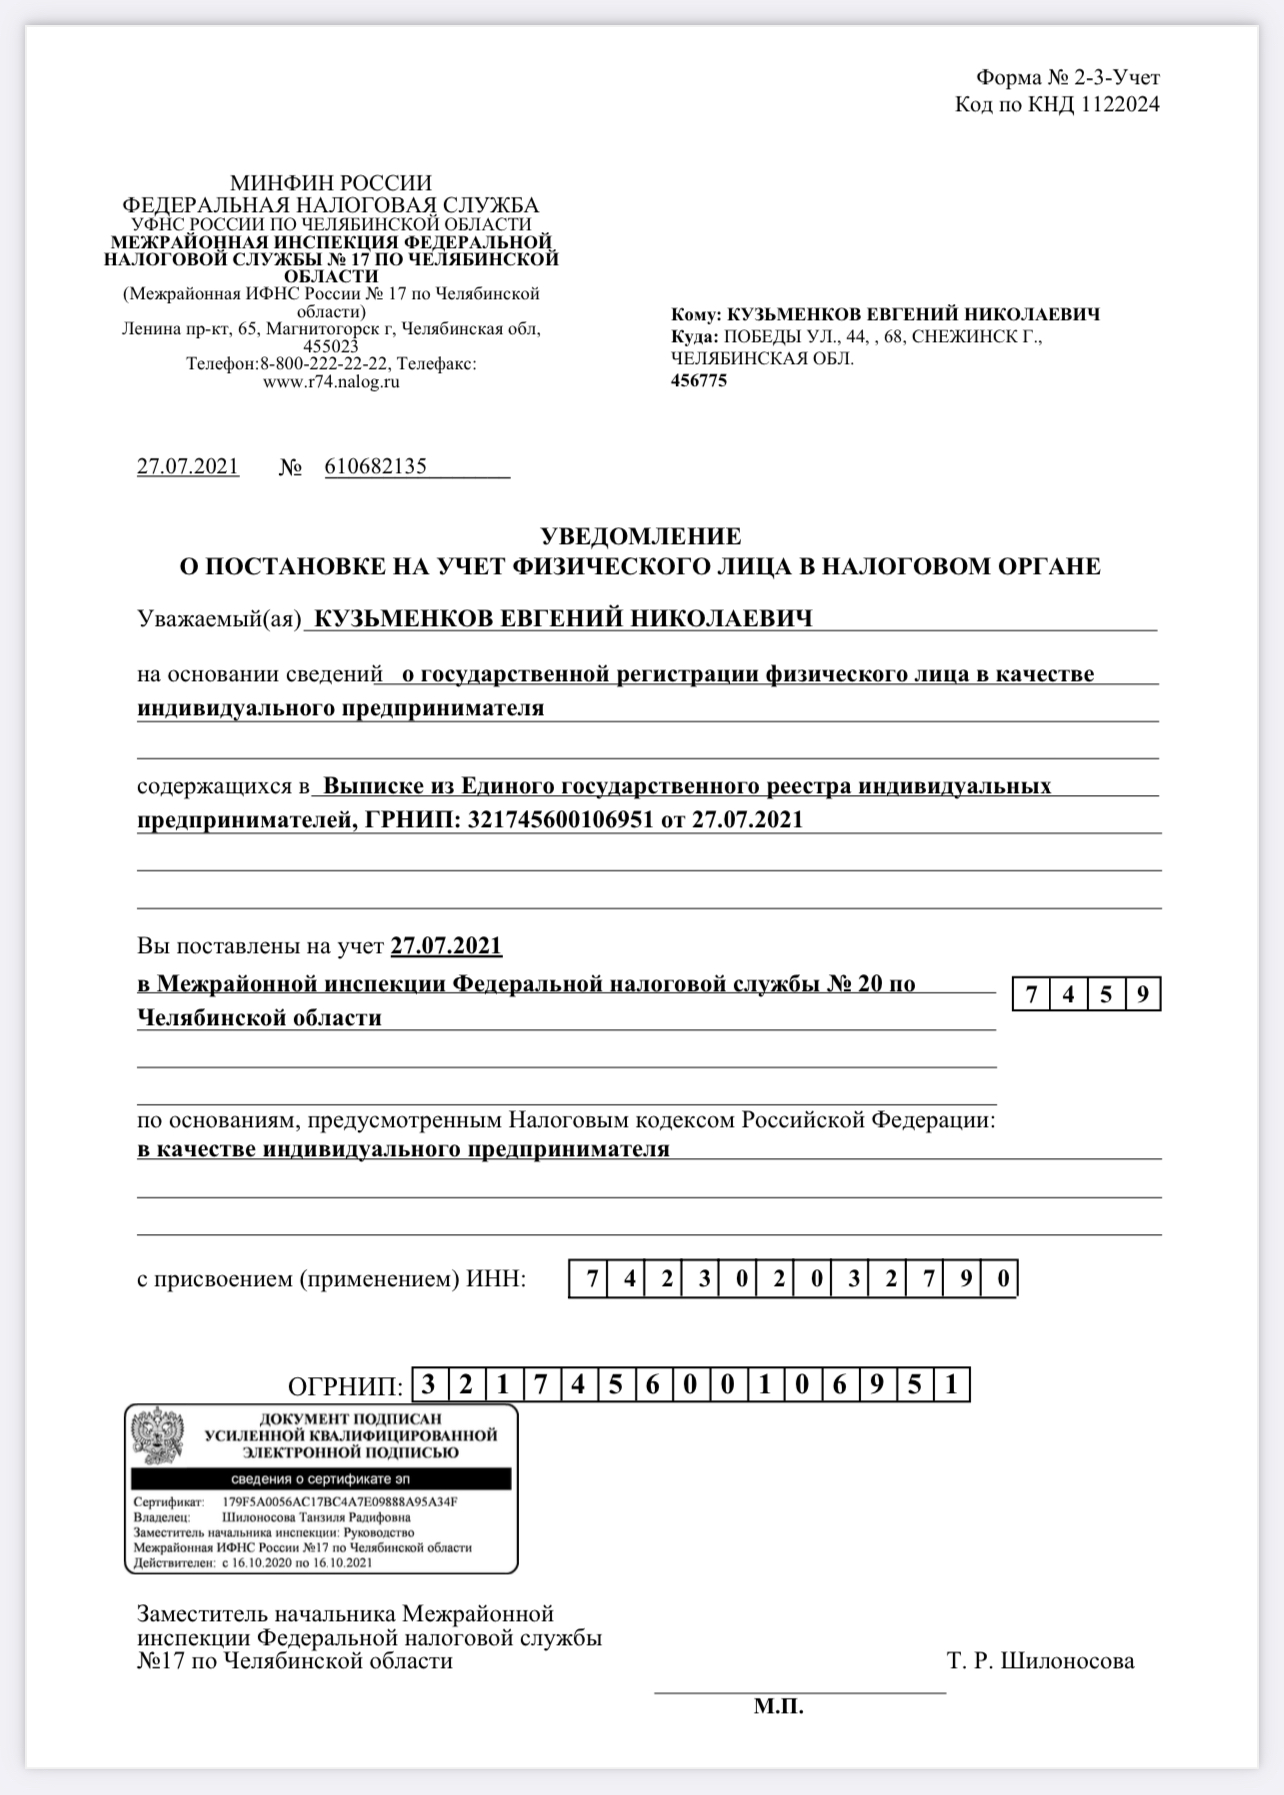 Форма № 2-3-Учет
Код по КНД 1122024
МИНФИН РОССИИ
ФЕДЕРАЛЬНАЯ НАЛОГОВАЯ СЛУЖБА
УФНС РОССИИ ПО ЧЕЛЯБИНСКОЙ ОБЛАСТИ
МЕЖРАЙОННАЯ ИНСПЕКЦИЯ ФЕДЕРАЛЬНОЙ
НАЛОГОВОЙ СЛУЖБЫ № 17 ПО ЧЕЛЯБИНСКОЙ
ОБЛАСТИ
(Межрайонная ИФНС России № 17 по Челябинской
области)
Ленина пр-кт, 65, Магнитогорск г, Челябинская обл,
455023
Телефон:8-800-222-22-22, Телефакс:
www.r74.nalog.ru
Кому: КУЗЬМЕНКОВ ЕВГЕНИЙ НИКОЛАЕВИЧ
Куда: ПОБЕДЫ УЛ., 44, , 68, СНЕЖИНСК Г.,
ЧЕЛЯБИНСКАЯ ОБЛ.
456775
27.07.2021 № 610682135
УВЕДОМЛЕНИЕ
О ПОСТАНОВКЕ НА УЧЕТ ФИЗИЧЕСКОГО ЛИЦА В НАЛОГОВОМ ОРГАНЕ
Уважаемый(ая) КУЗЬМЕНКОВ ЕВГЕНИЙ НИКОЛАЕВИЧ
на основании сведений о государственной регистрации физического лица в качестве
индивидуального предпринимателя
содержащихся в Выписке из Единого государственного реестра индивидуальных
предпринимателей, ГРНИП: 321745600106951 от 27.07.2021
Вы поставлены на учет 27.07.2021
в Межрайонной инспекции Федеральной налоговой службы № 20 по
Челябинской области
7 4 5 9
по основаниям, предусмотренным Налоговым кодексом Российской Федерации:
в качестве индивидуального предпринимателя
с присвоением (применением) ИНН: 7 4 2 3 0 2 0 3 2 7 9 0
ОГРНИП: 3 2 1 7 4 5 6 0 0 1 0 6 9 5 1
ДОКУМЕНТ ПОДПИСАН
УСИЛЕННОЙ КВАЛИФИЦИРОВАННОЙ
ЭЛЕКТРОННОЙ ПОДПИСЬЮ
сведения о сертификате эп
Сертификат: 179F5A0056AC17BC4A7E09888A95A34F
Владелец: Шилоносова Танзиля Радифовна
Заместитель начальника инспекции: Руководство
Межрайонная ИФНС России №17 по Челябинской области
Действителен: с 16.10.2020 по 16.10.2021
Заместитель начальника Межрайонной
инспекции Федеральной налоговой службы
№17 по Челябинской области
Т. Р. Шилоносова
М.П.